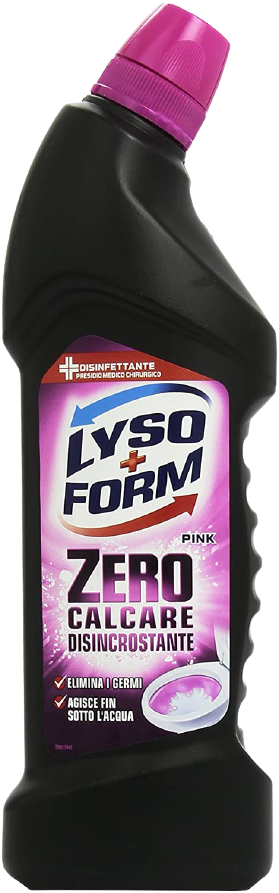 DISINFETTANTE
PRESIDIO MEDICO CHIRURGICO
LYSO
FORM
PINK
ZERO
CALCARE
DISINCROSTANTE
ELIMINA I GERMI
AGISCE FIN
SOTTO L'ACQUA